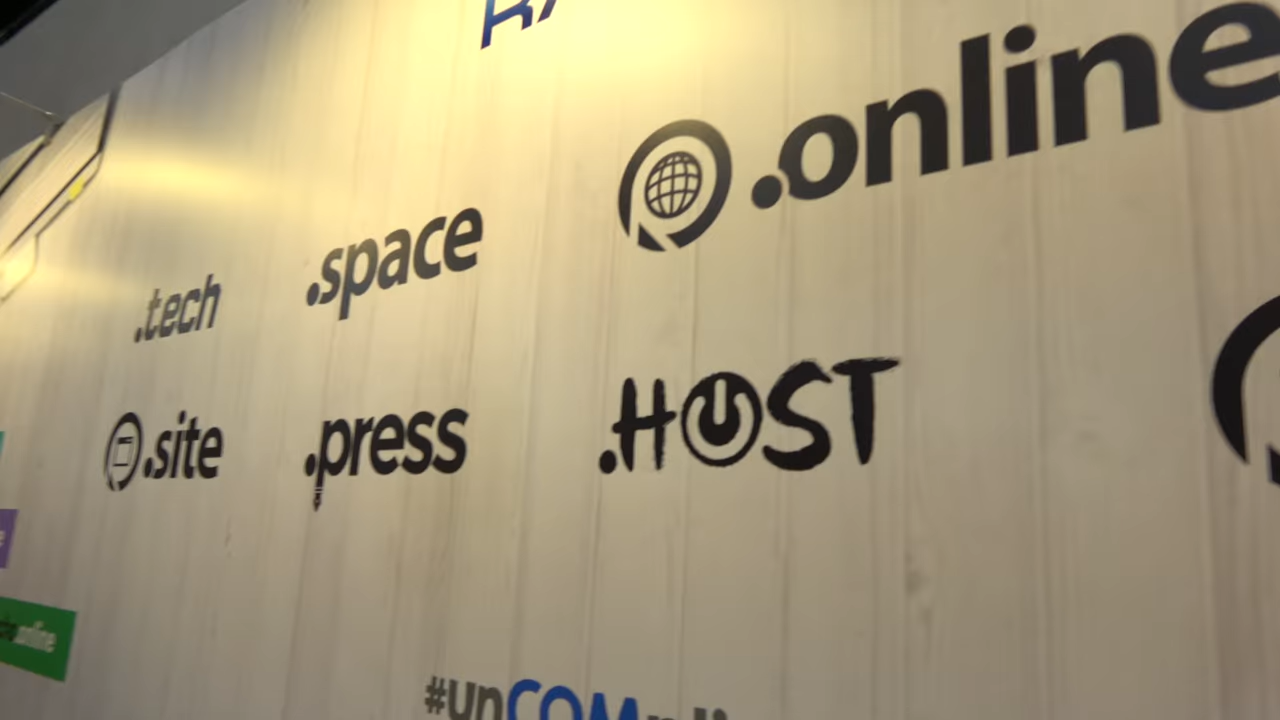 .online
.space
.tech
.HOST
.press
.site